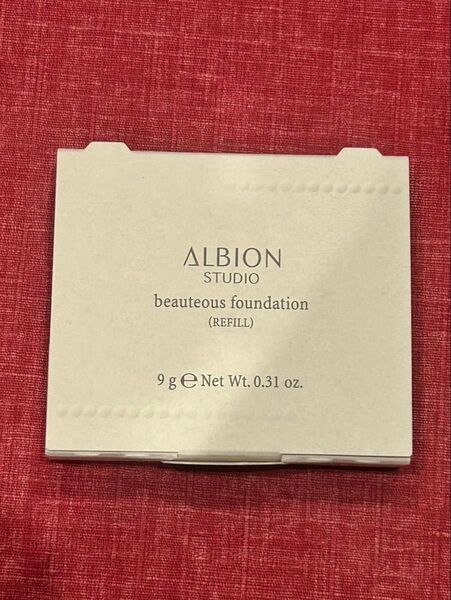 ALBION
STUDIO
beauteous foundation
(REFILL)
9 g ℮ Net Wt. 0.31 oz.